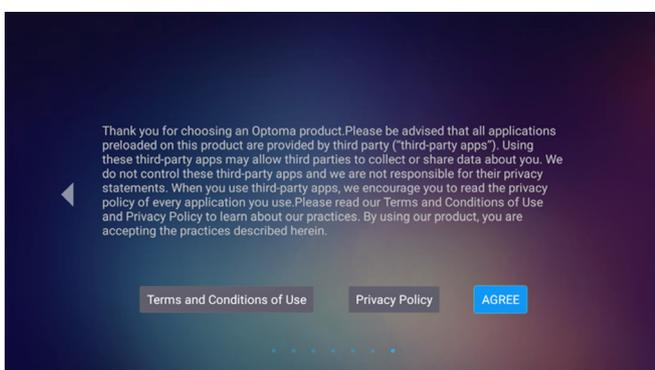 Thank you for choosing an Optoma product.Please be advised that all applications
preloaded on this product are provided by third party (“third-party apps”). Using
these third-party apps may allow third parties to collect or share data about you. We
do not control these third-party apps and we are not responsible for their privacy
statements. When you use third-party apps, we encourage you to read the privacy
policy of every application you use.Please read our Terms and Conditions of Use
and Privacy Policy to learn about our practices. By using our product, you are
accepting the practices described herein.
Terms and Conditions of Use
Privacy Policy
AGREE